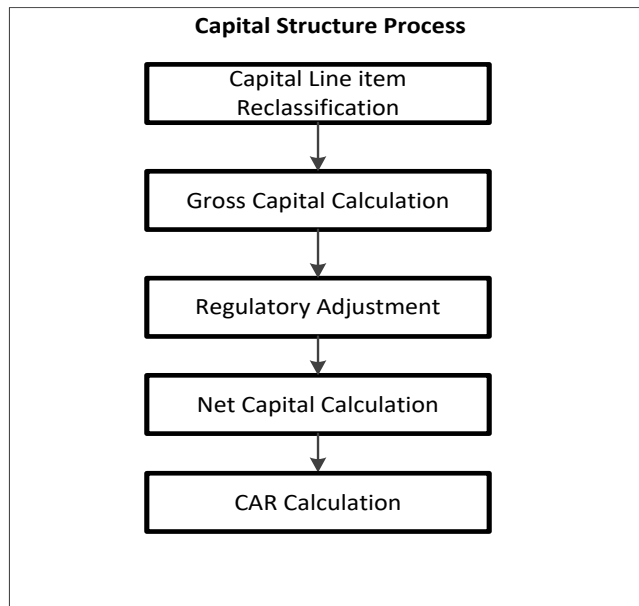 Capital Structure Process
Capital Line item
Reclassification
Gross Capital Calculation
Regulatory Adjustment
Net Capital Calculation
CAR Calculation